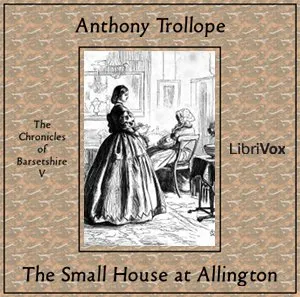 Anthony Trollope
The
Chronicles
of
Barsetshire
V
LibriVox
The Small House at Allington